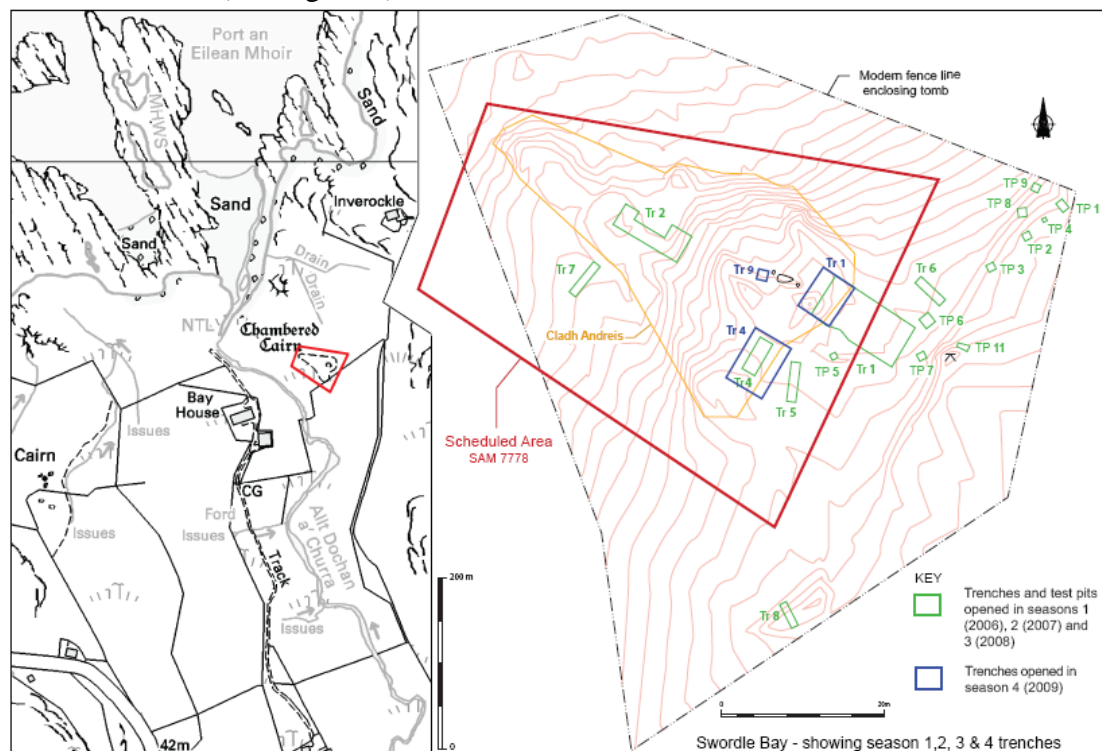 Port an
Eilean Mhoir
MHWS
Sand
Sand
Sand
Inverockle
Drain
Drain
NTLY
Chambered
Cairn
Bay
House
Issues
Cairn
CG
Issues
Ford
Issues
Allt Dochan
a' Churra
Track
Issues
42m
200 m
0
Modern fence line
enclosing tomb
TP 9
TP 1
TP 8
TP 4
TP 2
TP 3
Tr 2
Tr 7
Tr 9
Tr 1
Tr 6
TP 6
Cladh Andreis
Tr 4
Tr4
TP 5
Tr 1
TP 7
TP 11
Tr 5
Scheduled Area
SAM 7778
Tr 8
KEY
Trenches and test pits
opened in seasons 1
(2006), 2 (2007) and
3 (2008)
Trenches opened in
season 4 (2009)
0
20m
Swordle Bay - showing season 1,2, 3 & 4 trenches